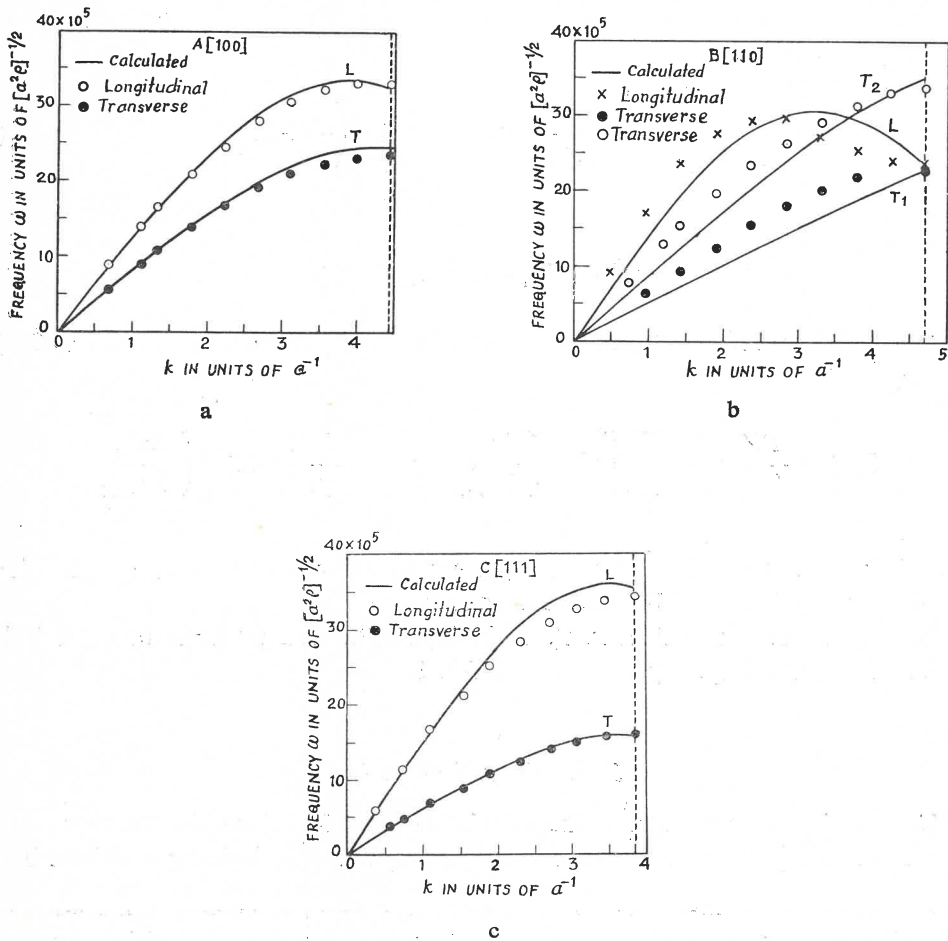 40×10⁵
A [100]
— Calculated
○ Longitudinal
● Transverse
L
T
30
20
10
0
0 1 2 3 4
FREQUENCY ω IN UNITS OF [a²ρ]⁻¹/²
k IN UNITS OF a⁻¹
a
40×10⁵
B [110]
— Calculated
× Longitudinal
● Transverse
○ Transverse
T₂
L
T₁
30
20
10
0
0 1 2 3 4 5
FREQUENCY ω IN UNITS OF [a²ρ]⁻¹/²
k IN UNITS OF a⁻¹
b
40×10⁵
C [111]
— Calculated
○ Longitudinal
● Transverse
L
T
30
20
10
0
0 1 2 3 4
FREQUENCY ω IN UNITS OF [a²ρ]⁻¹/²
k IN UNITS OF a⁻¹
c